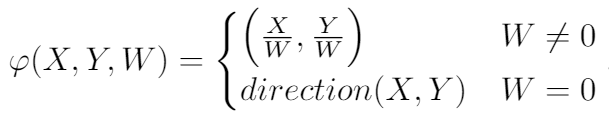 φ(X, Y, W) = { (X/W, Y/W) W ≠ 0
direction(X, Y) W = 0 .